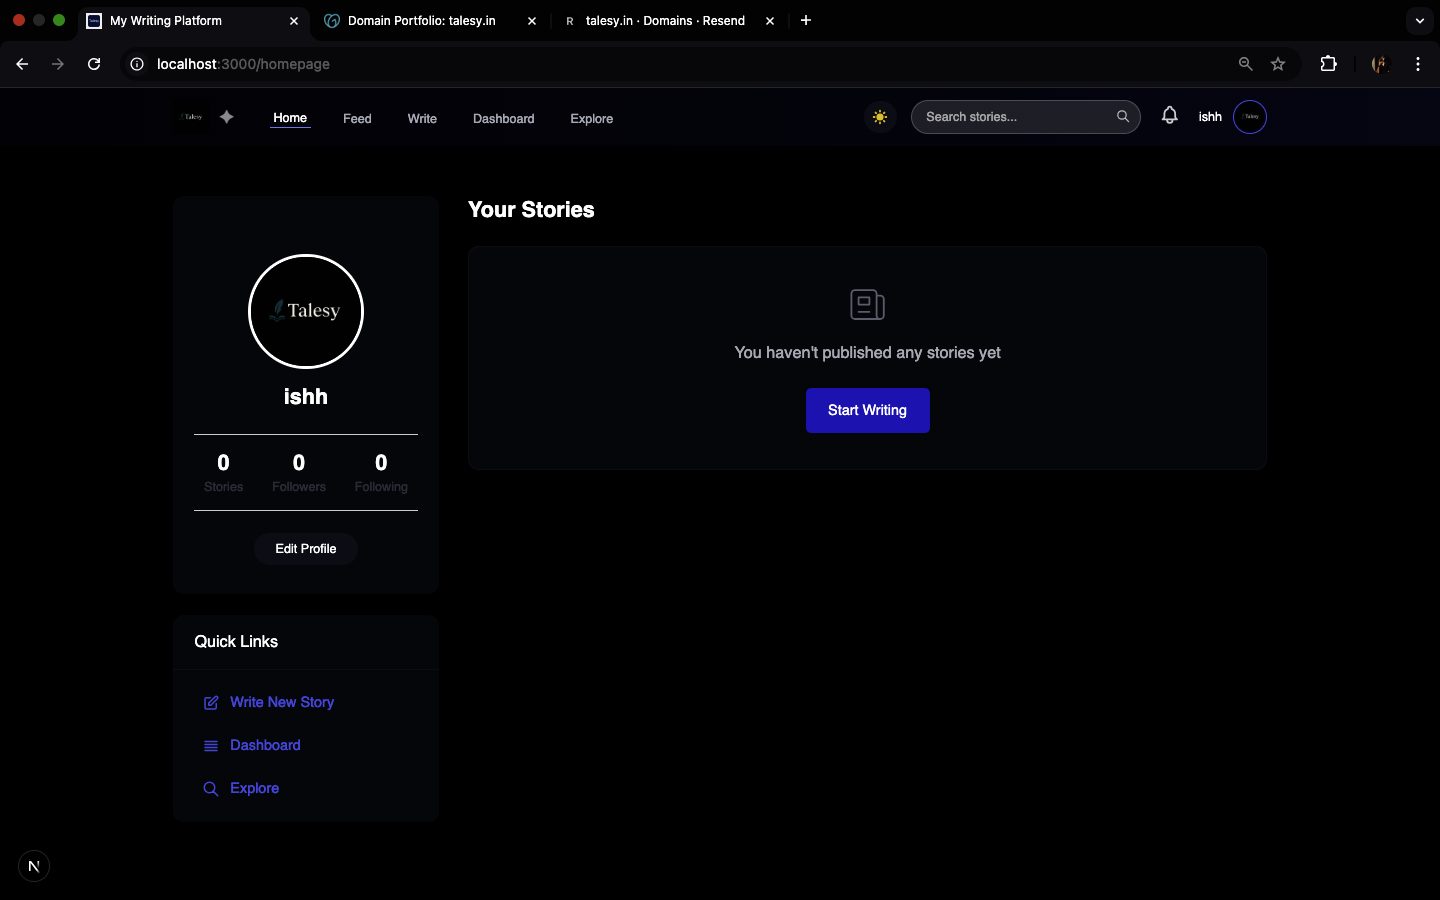 My Writing Platform
Domain Portfolio: talesy.in
R talesy.in · Domains · Resend
localhost:3000/homepage
Talesy Home Feed Write Dashboard Explore Search stories... ishh Talesy
Your Stories
Talesy
ishh
0 0 0
Stories Followers Following
Edit Profile
You haven't published any stories yet
Start Writing
Quick Links
Write New Story
Dashboard
Explore
N